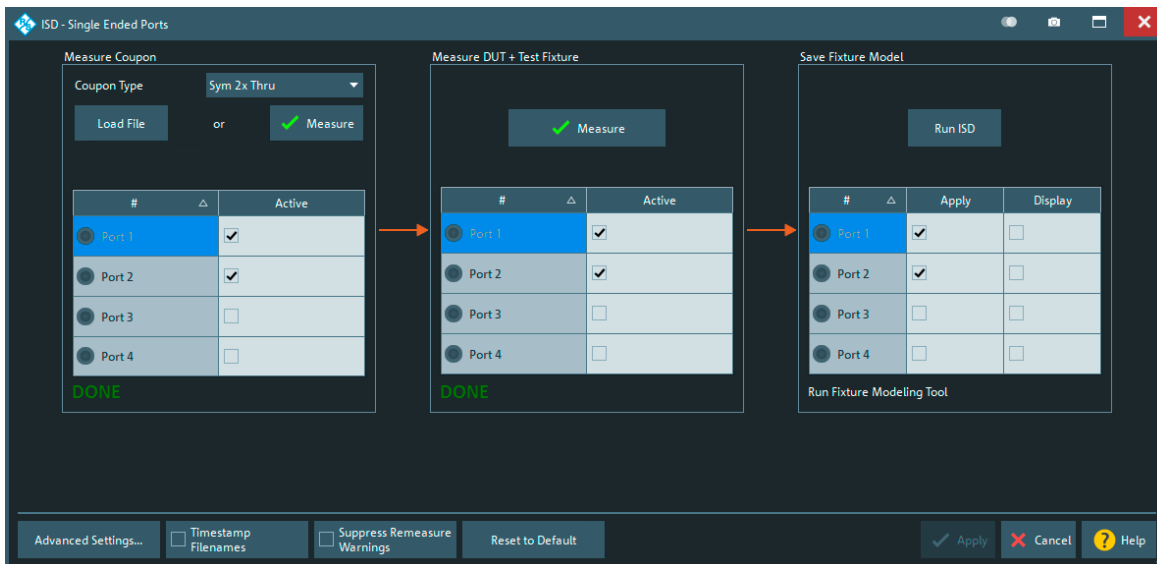 ISD - Single Ended Ports
Measure Coupon
Coupon Type
Sym 2x Thru
Load File
or
Measure
# Active
Port 1
Port 2
Port 3
Port 4
DONE
Measure DUT + Test Fixture
Measure
# Active
Port 1
Port 2
Port 3
Port 4
DONE
Save Fixture Model
Run ISD
# Apply Display
Port 1
Port 2
Port 3
Port 4
Run Fixture Modeling Tool
Advanced Settings...
Timestamp
Filenames
Suppress Remeasure
Warnings
Reset to Default
Apply
Cancel
? Help